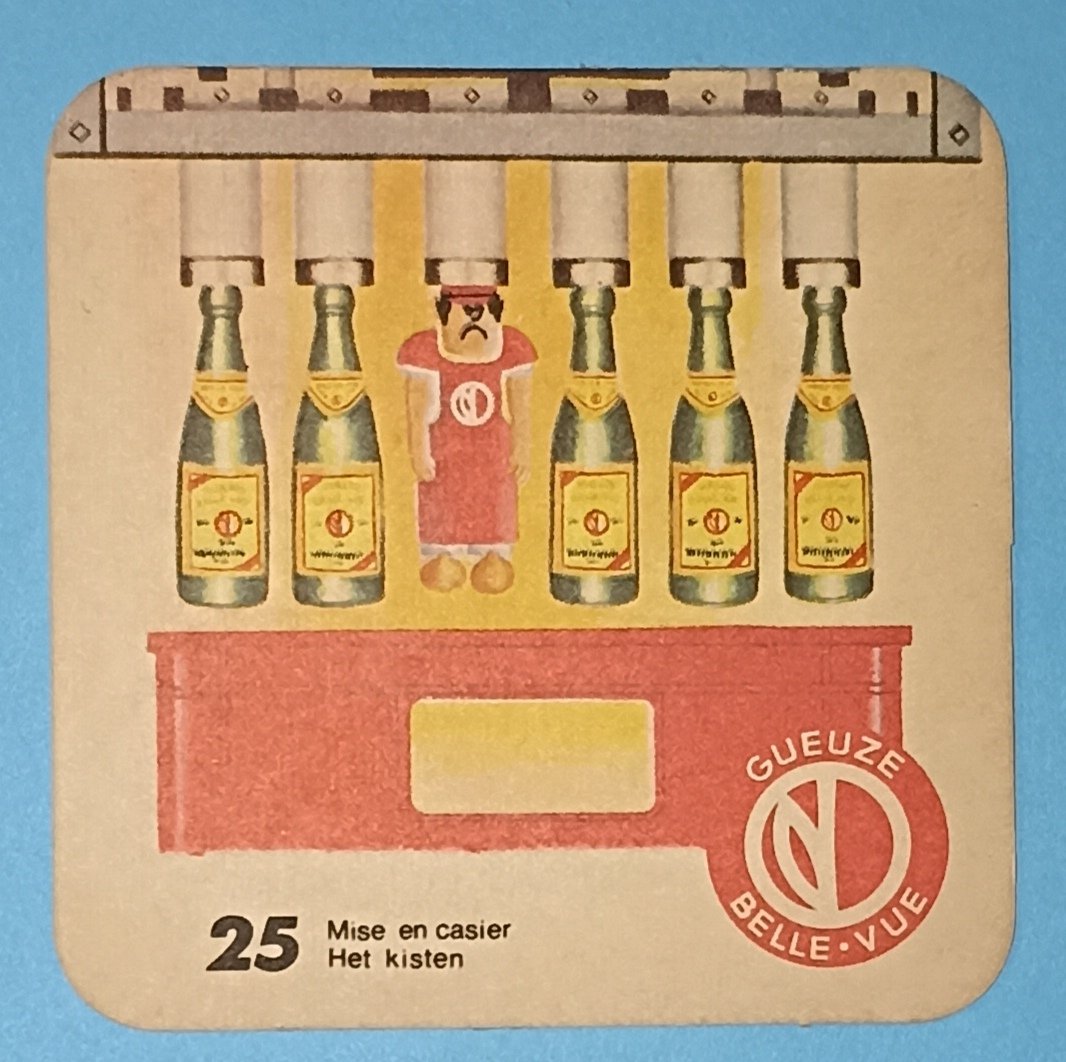 GUEUZE
BELLE·VUE
25 Mise en casier
Het kisten